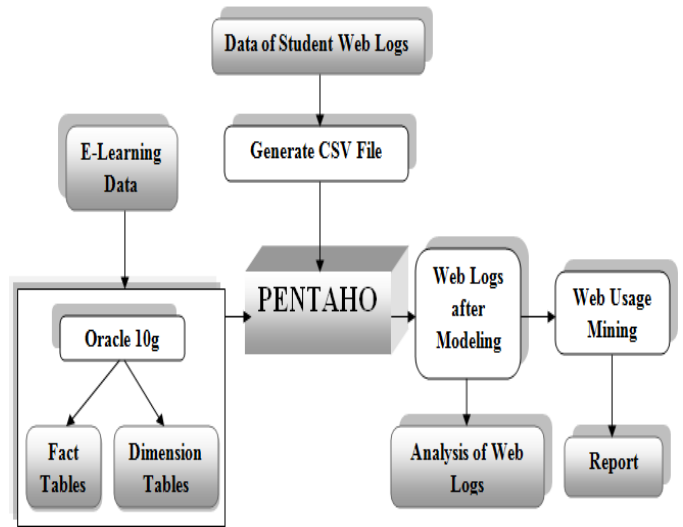 Data of Student Web Logs
Generate CSV File
E-Learning
Data
PENTAHO
Web Logs
after
Modeling
Web Usage
Mining
Oracle 10g
Fact
Tables
Dimension
Tables
Analysis of Web
Logs
Report